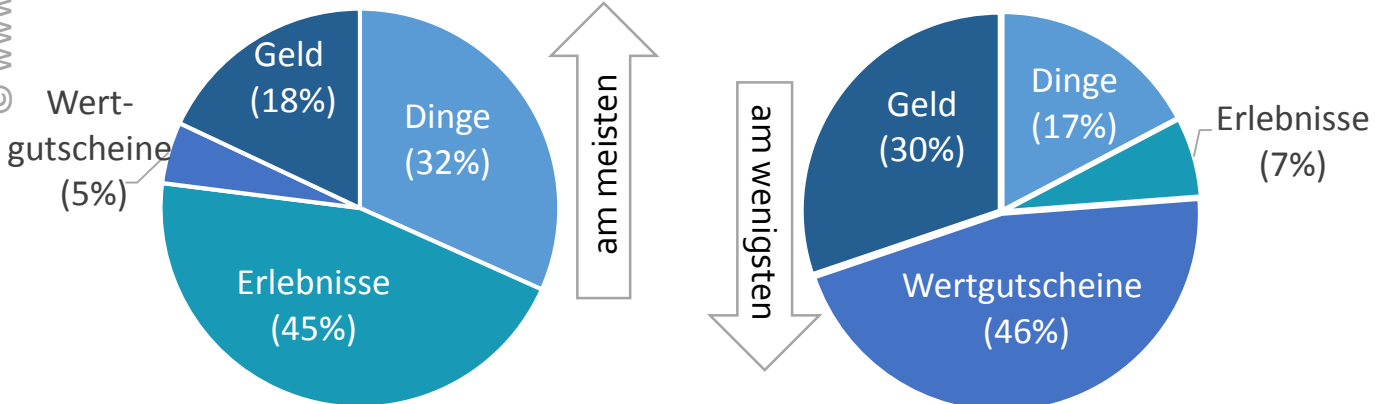 © www
Geld
(18%)
Wert-
gutscheine
(5%)
Dinge
(32%)
Erlebnisse
(45%)
am meisten
am wenigsten
Geld
(30%)
Dinge
(17%)
Erlebnisse
(7%)
Wertgutscheine
(46%)